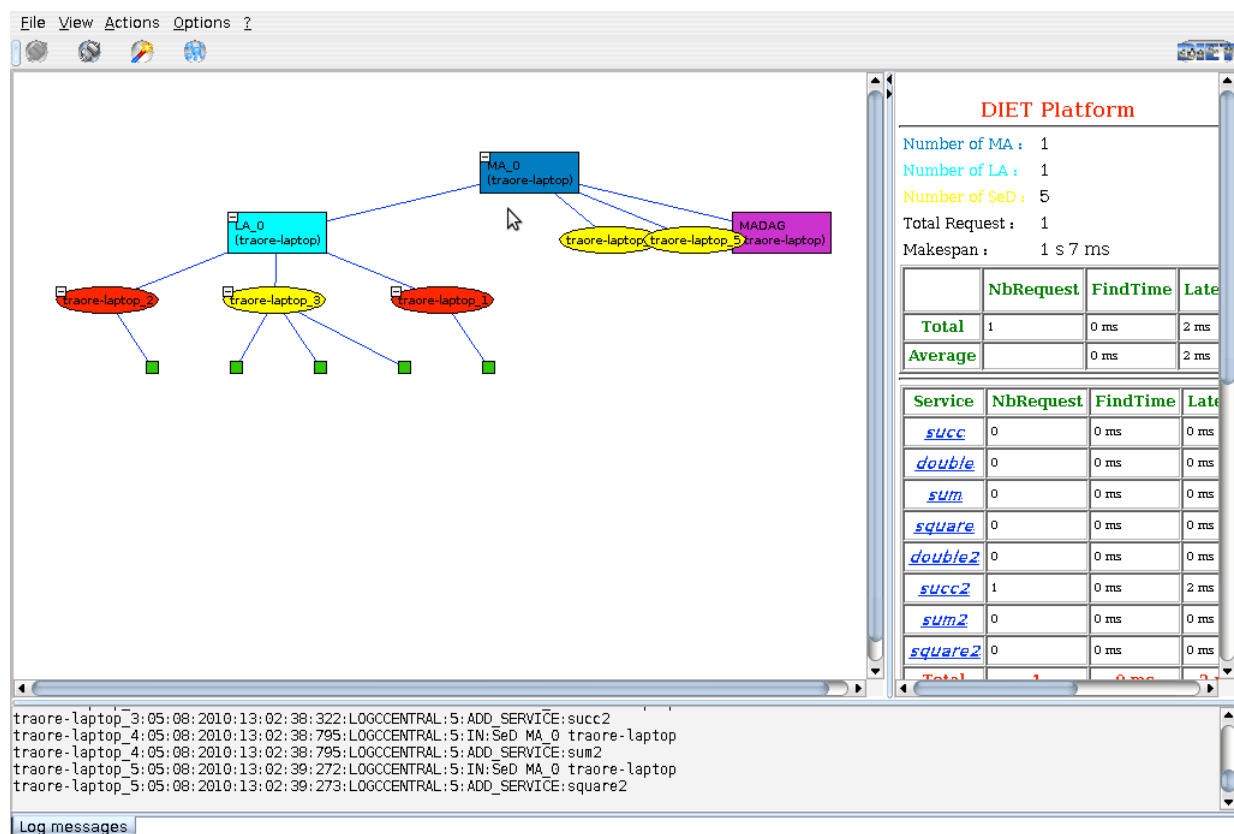 File View Actions Options ?
DIET
MA_0
(traore-laptop)
LA_0
(traore-laptop)
traore-laptop
traore-laptop_5
MADAG
traore-laptop)
traore-laptop_2
traore-laptop_3
traore-laptop_1
DIET Platform
Number of MA : 1
Number of LA : 1
Number of SeD : 5
Total Request : 1
Makespan : 1 s 7 ms
NbRequest FindTime Late
Total 1 0 ms 2 ms
Average 0 ms 2 ms
Service NbRequest FindTime Late
succ 0 0 ms 0 ms
double 0 0 ms 0 ms
sum 0 0 ms 0 ms
square 0 0 ms 0 ms
double2 0 0 ms 0 ms
succ2 1 0 ms 2 ms
sum2 0 0 ms 0 ms
square2 0 0 ms 0 ms
Total 1 0 ms 2
traore-laptop_3:05:08:2010:13:02:38:322:LOGCCENTRAL:5:ADD_SERVICE:succ2
traore-laptop_4:05:08:2010:13:02:38:795:LOGCCENTRAL:5:IN:SeD MA_0 traore-laptop
traore-laptop_4:05:08:2010:13:02:38:795:LOGCCENTRAL:5:ADD_SERVICE:sum2
traore-laptop_5:05:08:2010:13:02:39:272:LOGCCENTRAL:5:IN:SeD MA_0 traore-laptop
traore-laptop_5:05:08:2010:13:02:39:273:LOGCCENTRAL:5:ADD_SERVICE:square2
Log messages